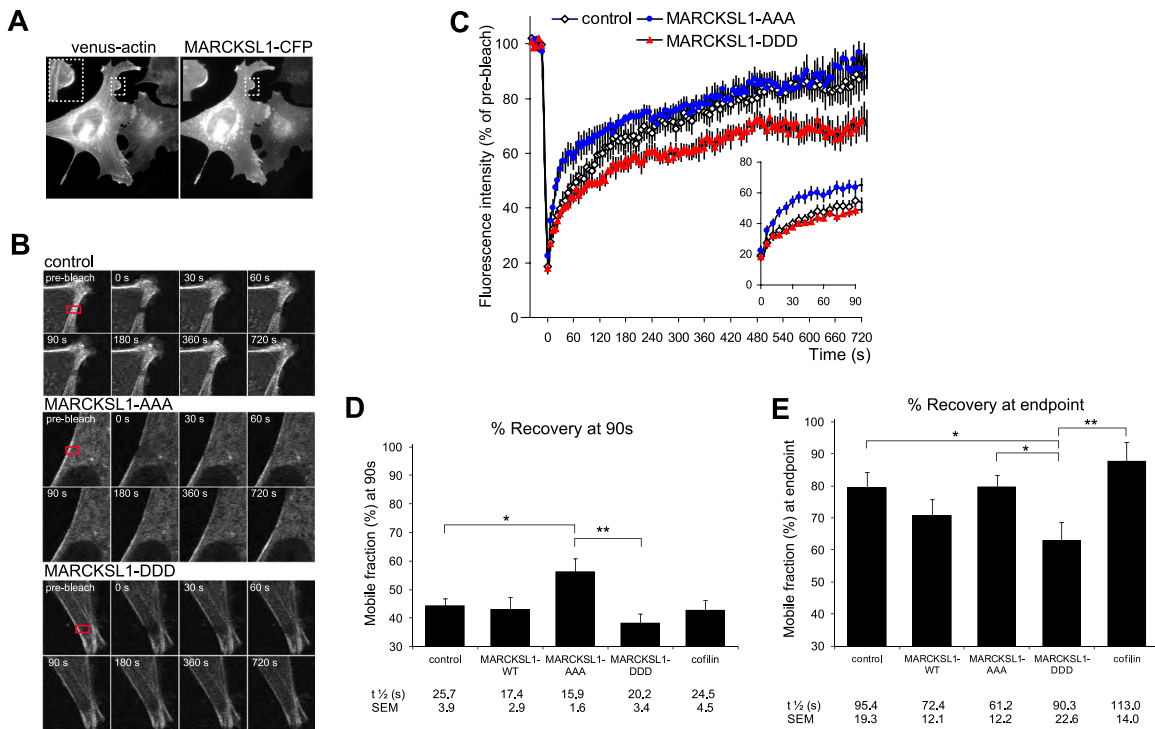 A
venus-actin MARCKSL1-CFP
B
control
pre-bleach 0 s 30 s 60 s
90 s 180 s 360 s 720 s
MARCKSL1-AAA
pre-bleach 0 s 30 s 60 s
90 s 180 s 360 s 720 s
MARCKSL1-DDD
pre-bleach 0 s 30 s 60 s
90 s 180 s 360 s 720 s
C
control MARCKSL1-AAA
MARCKSL1-DDD
Fluorescence intensity (% of pre-bleach)
100
80
60
40
20
0
0 60 120 180 240 300 360 420 480 540 600 660 720
Time (s)
80
60
40
20
0
0 30 60 90
D
% Recovery at 90s
Mobile fraction (%) at 90s
100
90
80
70
60
50
40
30
* **
control MARCKSL1-WT MARCKSL1-AAA MARCKSL1-DDD cofilin
t ½ (s) 25.7 17.4 15.9 20.2 24.5
SEM 3.9 2.9 1.6 3.4 4.5
E
% Recovery at endpoint
Mobile fraction (%) at endpoint
100
90
80
70
60
50
40
30
* **
*
control MARCKSL1-WT MARCKSL1-AAA MARCKSL1-DDD cofilin
t ½ (s) 95.4 72.4 61.2 90.3 113.0
SEM 19.3 12.1 12.2 22.6 14.0